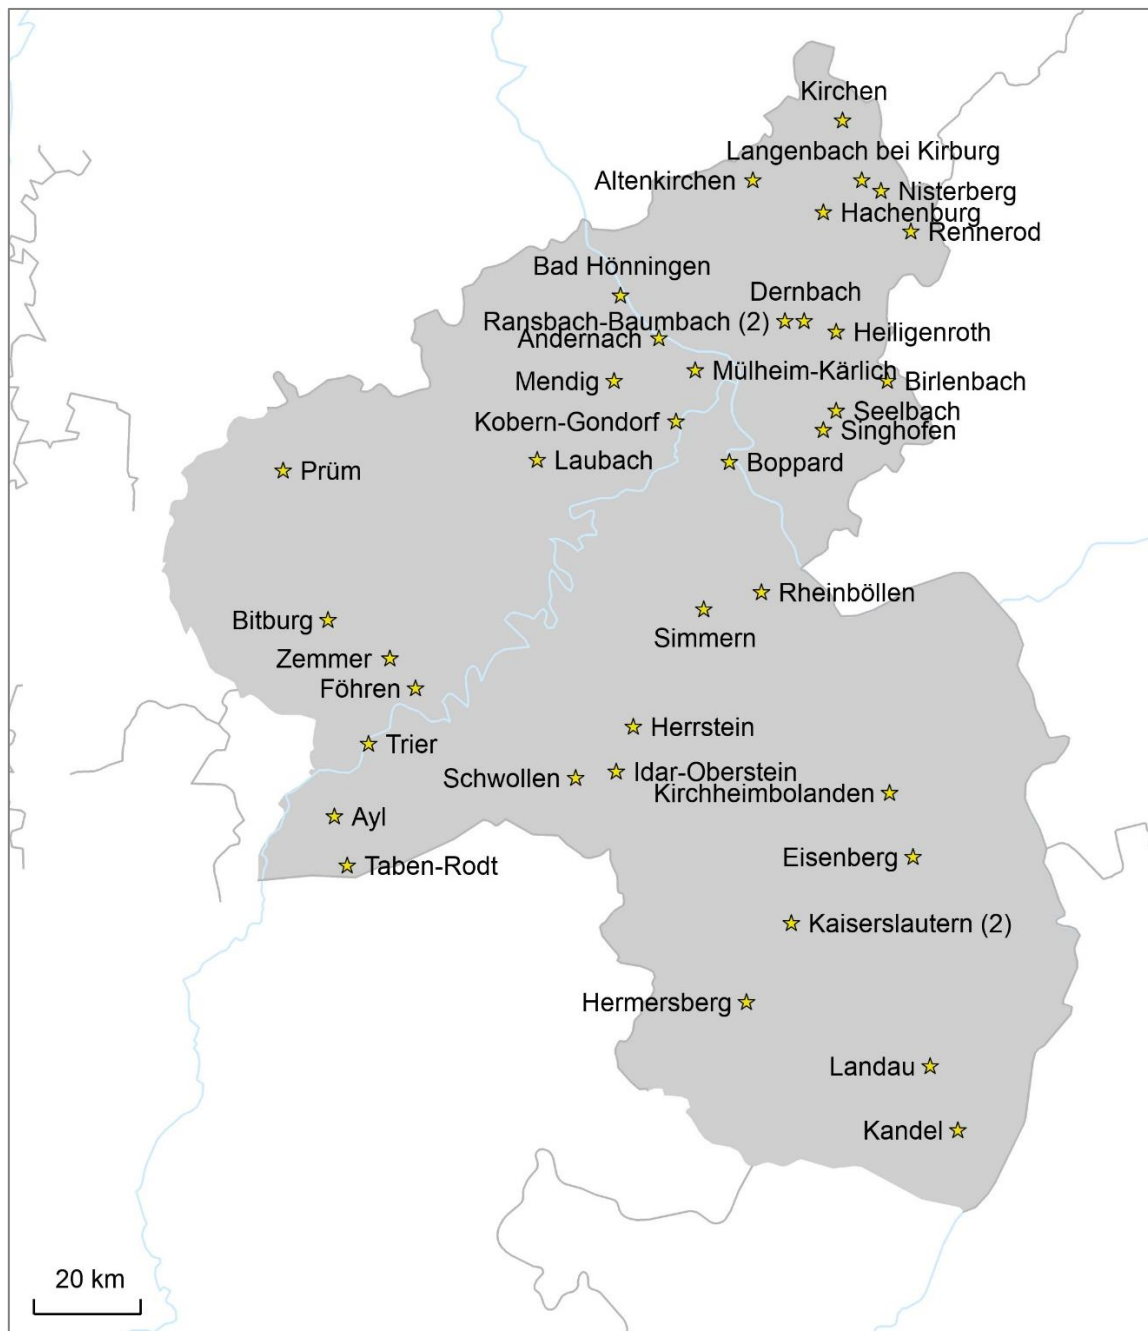 Kirchen
Langenbach bei Kirburg
Altenkirchen
Nisterberg
Hachenburg
Rennerod
Bad Hönningen
Dernbach
Ransbach-Baumbach (2)
Andernach
Heiligenroth
Mülheim-Kärlich
Mendig
Birlenbach
Seelbach
Kobern-Gondorf
Singhofen
Laubach
Boppard
Prüm
Rheinböllen
Bitburg
Simmern
Zemmer
Föhren
Herrstein
Trier
Idar-Oberstein
Schwollen
Kirchheimbolanden
Ayl
Eisenberg
Taben-Rodt
Kaiserslautern (2)
Hermersberg
Landau
Kandel
20 km